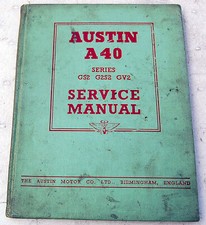 AUSTIN
A40
SERIES
GS2 G2S2 GV2
SERVICE
MANUAL
THE AUSTIN MOTOR CO. LTD., BIRMINGHAM, ENGLAND